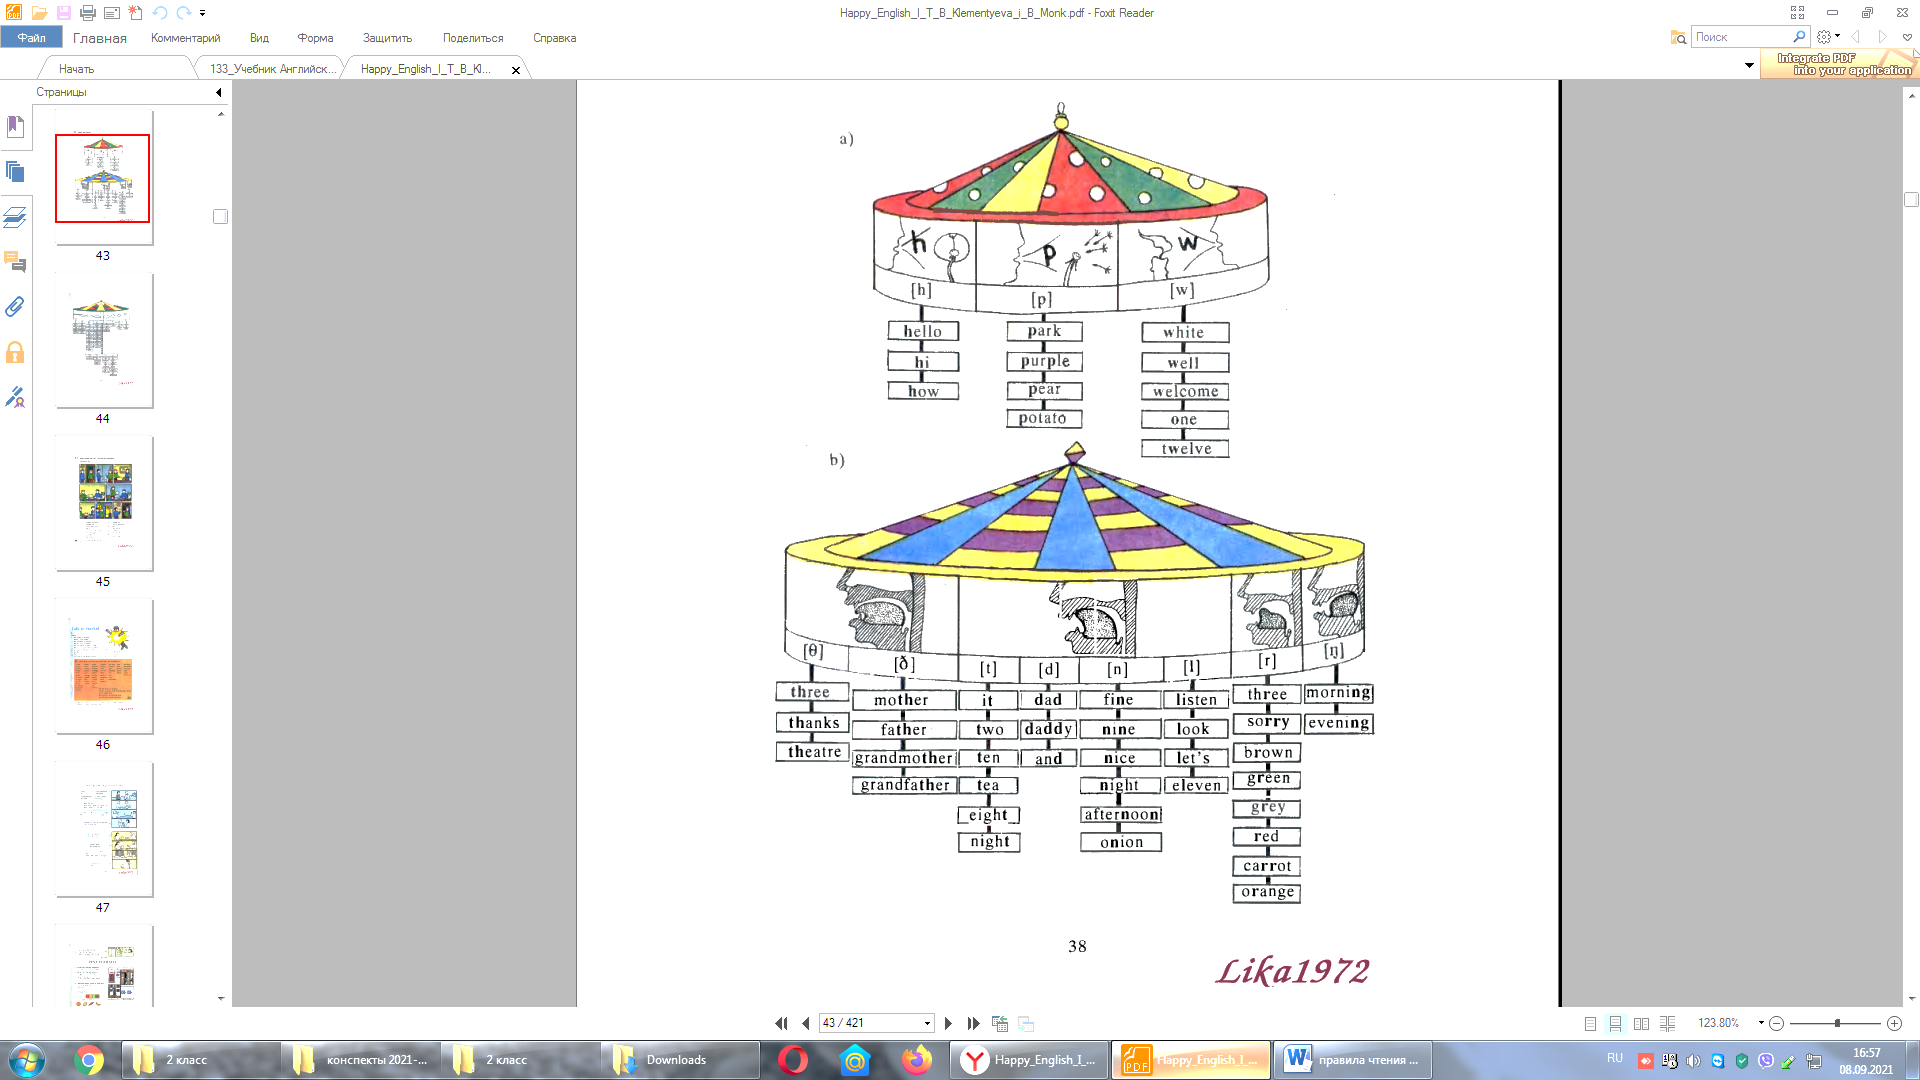 Happy_English_I_T_B_Klementyeva_i_B_Monk.pdf - Foxit Reader
Файл Главная Комментарий Вид Форма Защитить Поделиться Справка
Поиск
Начать 133_Учебник Английск... Happy_English_I_T_B_Kl...
Integrate PDF
into your application
Страницы
43
44
45
46
47
a)
h p w
[h] [p] [w]
hello park white
hi purple well
how pear welcome
potato one
twelve
b)
[θ] [ð] [t] [d] [n] [l] [r] [ŋ]
three mother it dad fine listen three morning
thanks father two daddy nine look sorry evening
theatre grandmother ten and nice let's brown
grandfather tea night eleven green
eight afternoon grey
night onion red
carrot
orange
38
Lika1972
43 / 421
123.80%
2 класс конспекты 2021-... 2 класс Downloads Happy_English_I_... Happy_English_I_... правила чтения ...
RU
16:57
08.09.2021